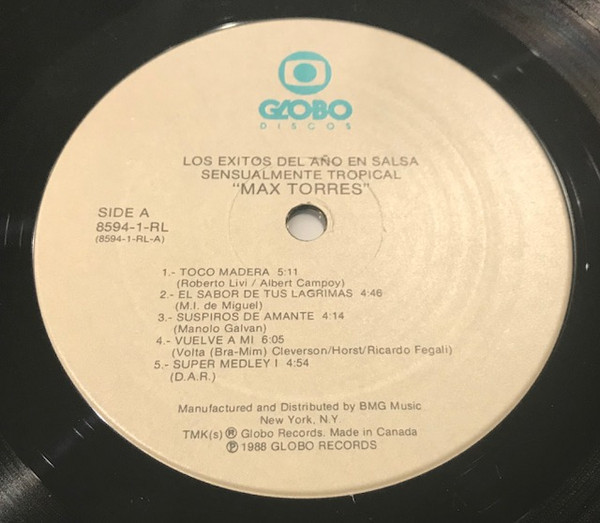 GLOBO
DISCOS
LOS EXITOS DEL AÑO EN SALSA
SENSUALMENTE TROPICAL
"MAX TORRES"
SIDE A
8594-1-RL
(8594-1-RL-A)
1.- TOCO MADERA 5:11
(Roberto Livi / Albert Campoy)
2.- EL SABOR DE TUS LAGRIMAS 4:46
(M.I. de Miguel)
3.- SUSPIROS DE AMANTE 4:14
(Manolo Galvan)
4.- VUELVE A MI 6:05
(Volta (Bra-Mim) Cleverson/Horst/Ricardo Fegali)
5.- SUPER MEDLEY I 4:54
(D.A.R.)
Manufactured and Distributed by BMG Music
New York, N.Y.
TMK(s) ® Globo Records. Made in Canada
℗ 1988 GLOBO RECORDS